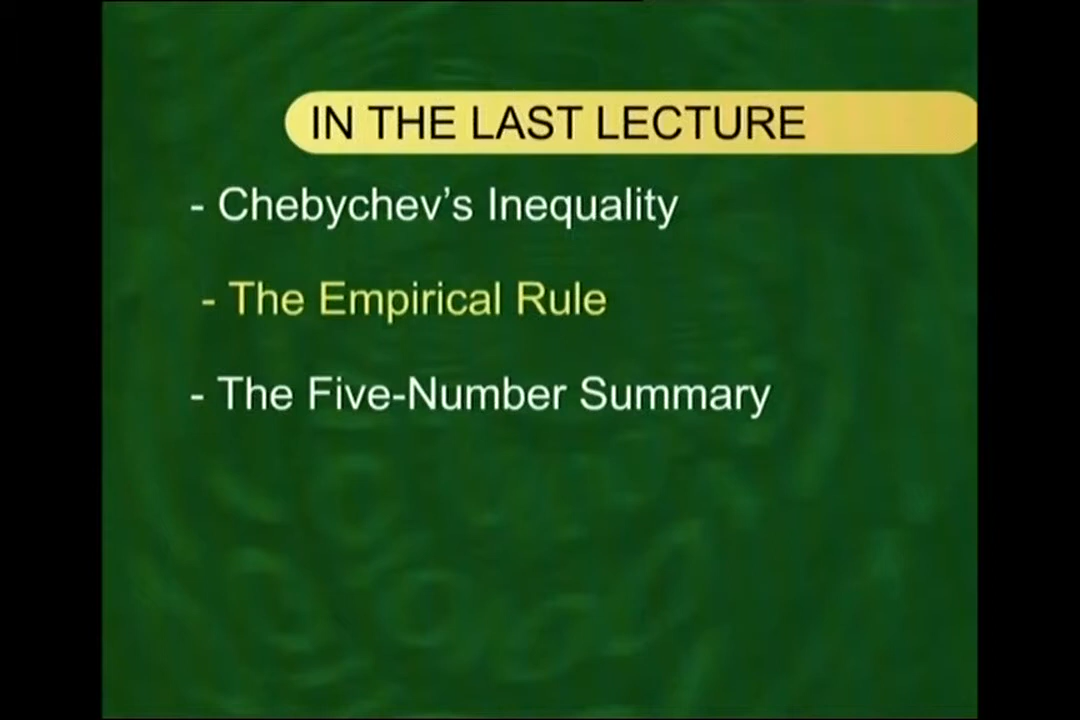 IN THE LAST LECTURE
- Chebychev’s Inequality
- The Empirical Rule
- The Five-Number Summary